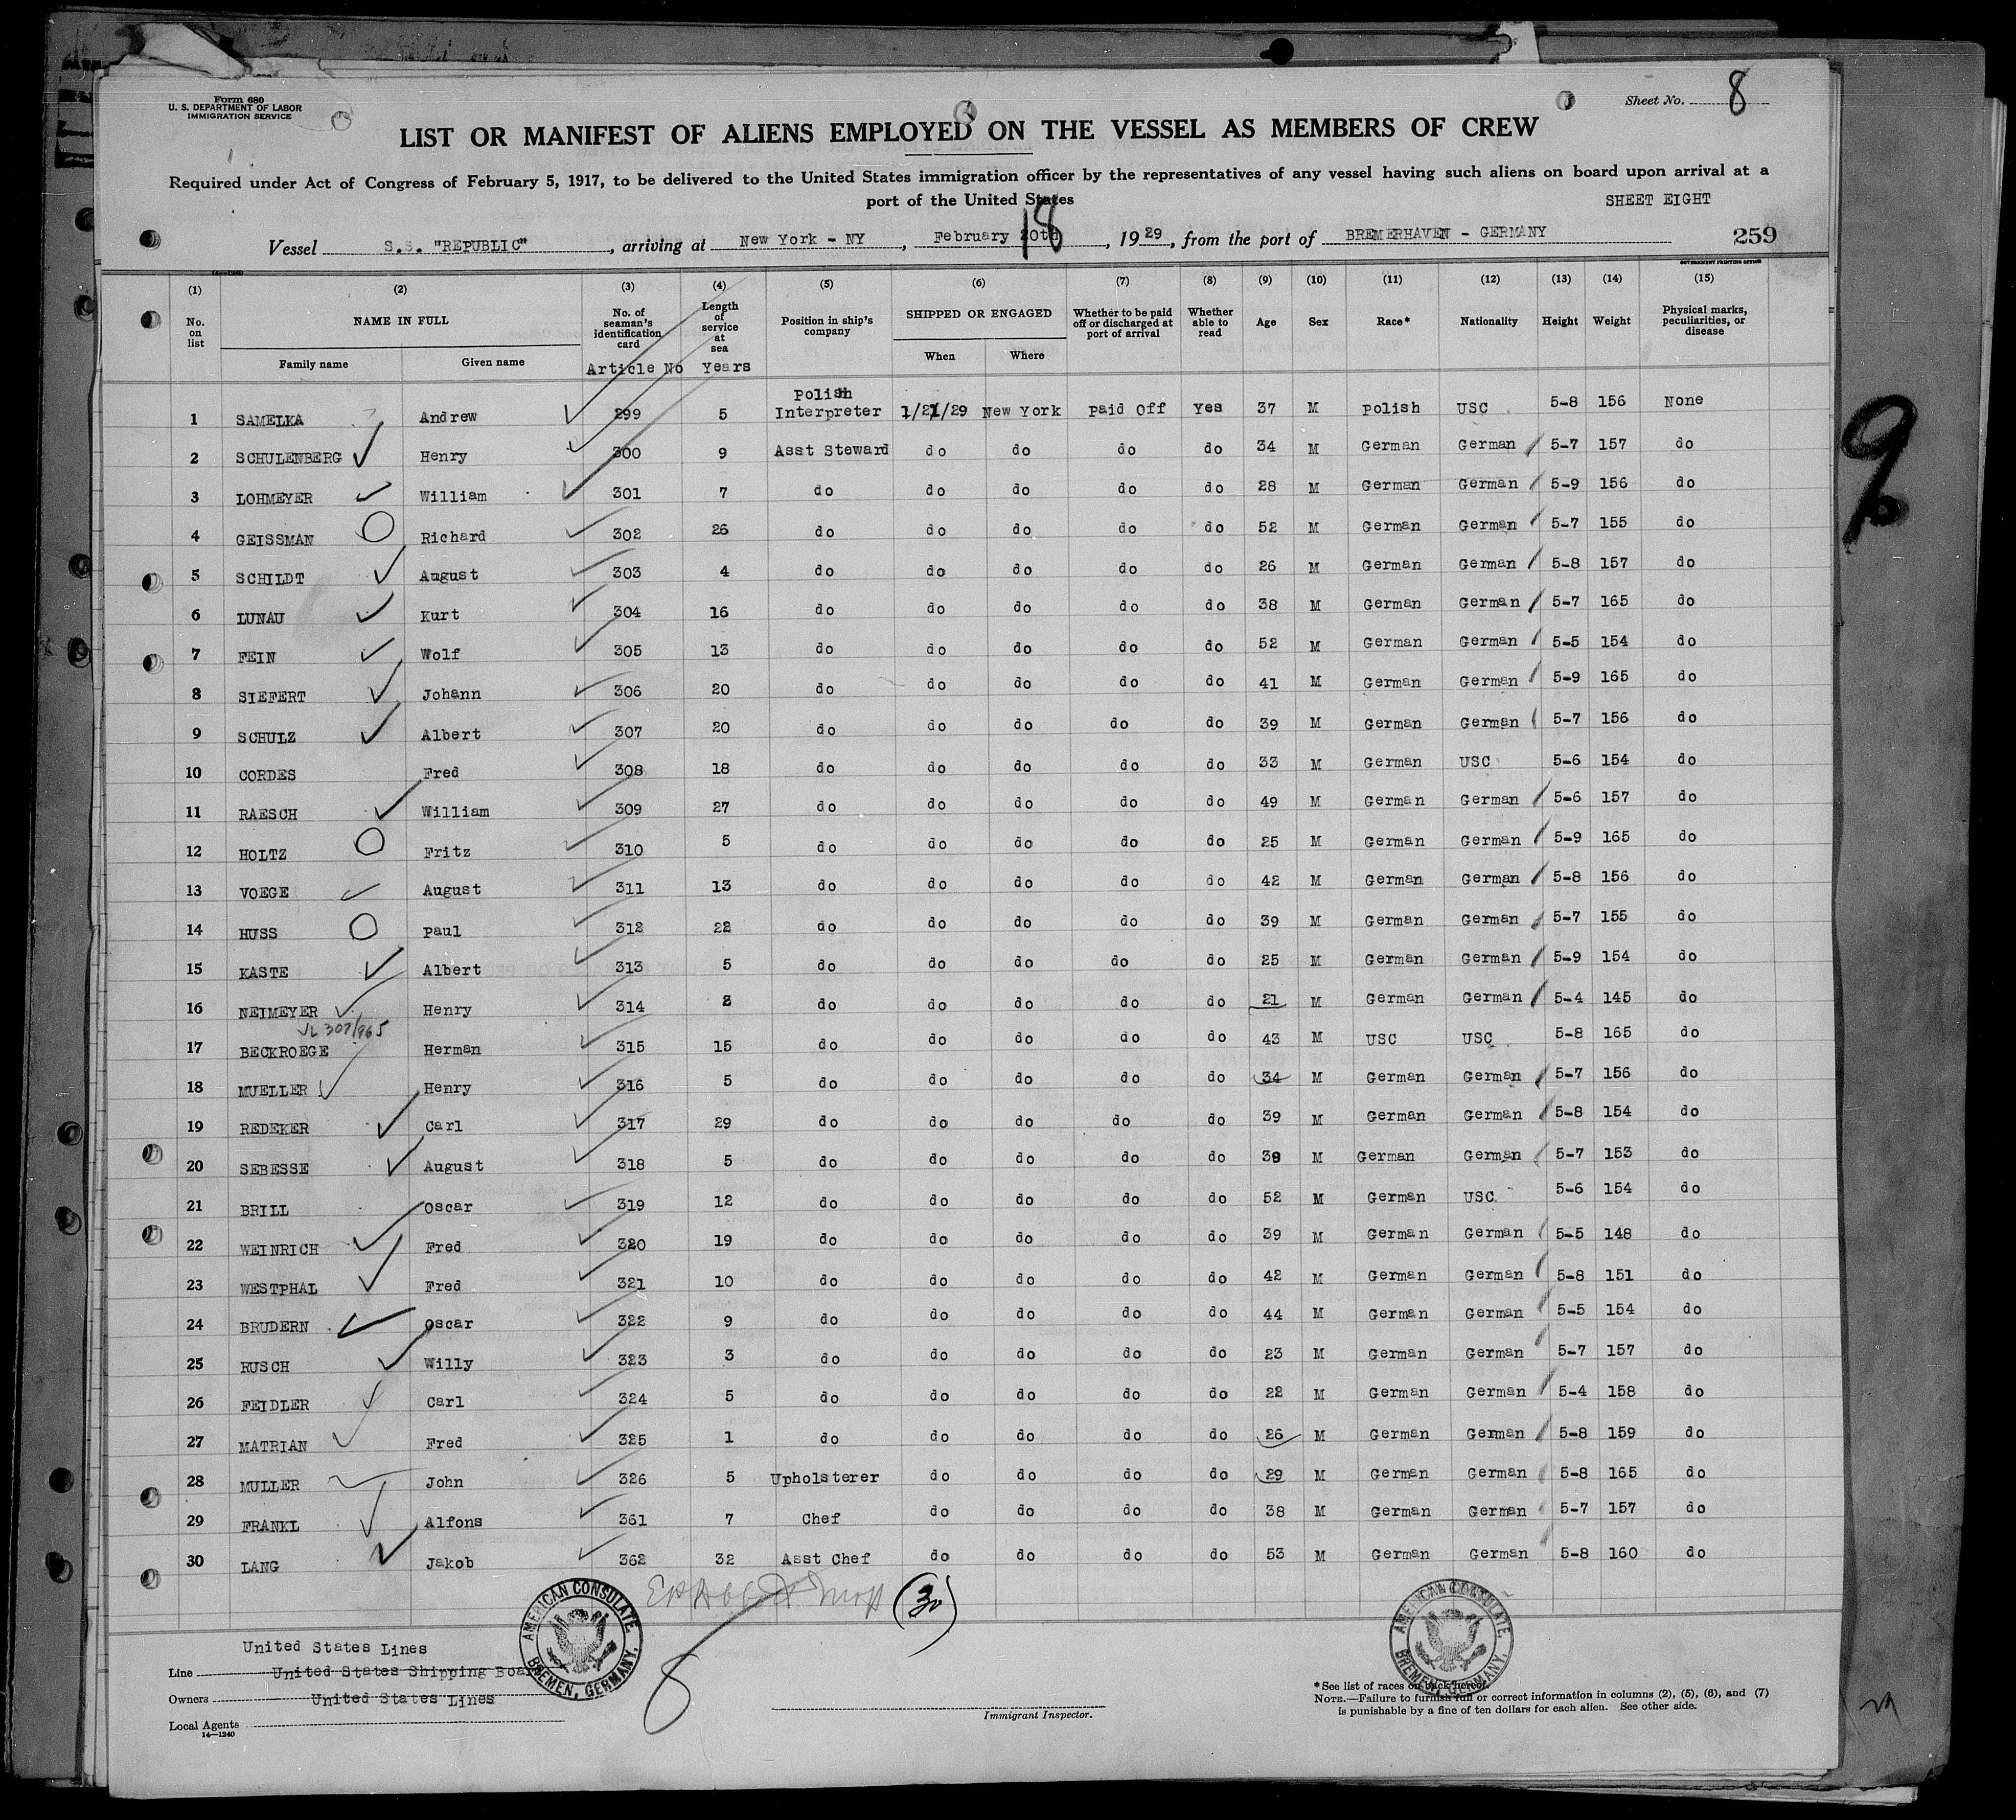 Form 680
U. S. DEPARTMENT OF LABOR
IMMIGRATION SERVICE
Sheet No. 8
LIST OR MANIFEST OF ALIENS EMPLOYED ON THE VESSEL AS MEMBERS OF CREW
Required under Act of Congress of February 5, 1917, to be delivered to the United States immigration officer by the representatives of any vessel having such aliens on board upon arrival at a
port of the United States
SHEET EIGHT
Vessel S.S. "REPUBLIC", arriving at New York - NY, February 20th 18, 1929, from the port of BREMERHAVEN - GERMANY 259
GOVERNMENT PRINTING OFFICE
(1) (2) (3) (4) (5) (6) (7) (8) (9) (10) (11) (12) (13) (14) (15)
No. on list NAME IN FULL No. of seaman's identification card Length of service at sea Position in ship's company SHIPPED OR ENGAGED Whether to be paid off or discharged at port of arrival Whether able to read Age Sex Race* Nationality Height Weight Physical marks, peculiarities, or disease
Family name Given name Article No Years When Where
1 SAMELKA Andrew 299 5 Polish Interpreter 1/21/29 New York Paid Off Yes 37 M Polish USC 5-8 156 None
2 SCHULENBERG Henry 300 9 Asst Steward do do do do 34 M German German 5-7 157 do
3 LOHMEYER William 301 7 do do do do do 28 M German German 5-9 156 do
4 GEISSMAN Richard 302 26 do do do do do 52 M German German 5-7 155 do
5 SCHILDT August 303 4 do do do do do 26 M German German 5-8 157 do
6 LUNAU Kurt 304 16 do do do do do 38 M German German 5-7 165 do
7 FEIN Wolf 305 13 do do do do do 52 M German German 5-5 154 do
8 SIEFERT Johann 306 20 do do do do do 41 M German German 5-9 165 do
9 SCHULZ Albert 307 20 do do do do do 39 M German German 5-7 156 do
10 CORDES Fred 308 18 do do do do do 33 M German USC 5-6 154 do
11 RAESCH William 309 27 do do do do do 49 M German German 5-6 157 do
12 HOLTZ Fritz 310 5 do do do do do 25 M German German 5-9 165 do
13 VOEGE August 311 13 do do do do do 42 M German German 5-8 156 do
14 HUSS Paul 312 22 do do do do do 39 M German German 5-7 155 do
15 KASTE Albert 313 5 do do do do do 25 M German German 5-9 154 do
16 NEIMEYER Henry 314 2 do do do do do 21 M German German 5-4 145 do
VL 307/965
17 BECKROEGE Herman 315 15 do do do do do 43 M USC USC 5-8 165 do
18 MUELLER Henry 316 5 do do do do do 34 M German German 5-7 156 do
19 REDEKER Carl 317 29 do do do do do 39 M German German 5-8 154 do
20 SEBESSE August 318 5 do do do do do 39 M German German 5-7 153 do
21 BRILL Oscar 319 12 do do do do do 52 M German USC 5-6 154 do
22 WEINRICH Fred 320 19 do do do do do 39 M German German 5-5 148 do
23 WESTPHAL Fred 321 10 do do do do do 42 M German German 5-8 151 do
24 BRUDERN Oscar 322 9 do do do do do 44 M German German 5-5 154 do
25 RUSCH Willy 323 3 do do do do do 23 M German German 5-7 157 do
26 FEIDLER Carl 324 5 do do do do do 22 M German German 5-4 158 do
27 MATRIAN Fred 325 1 do do do do do 26 M German German 5-8 159 do
28 MULLER John 326 5 Upholsterer do do do do 29 M German German 5-8 165 do
29 FRANKL Alfons 361 7 Chef do do do do 38 M German German 5-7 157 do
30 LANG Jakob 362 32 Asst Chef do do do do 53 M German German 5-8 160 do
(30)
AMERICAN CONSULATE, BREMEN, GERMANY.
AMERICAN CONSULATE, BREMEN, GERMANY.
United States Lines
Line United States Shipping Board
Owners United States Lines
Local Agents
14-1240
8
Immigrant Inspector.
*See list of races on back hereof.
NOTE.—Failure to furnish full or correct information in columns (2), (5), (6), and (7)
is punishable by a fine of ten dollars for each alien. See other side.